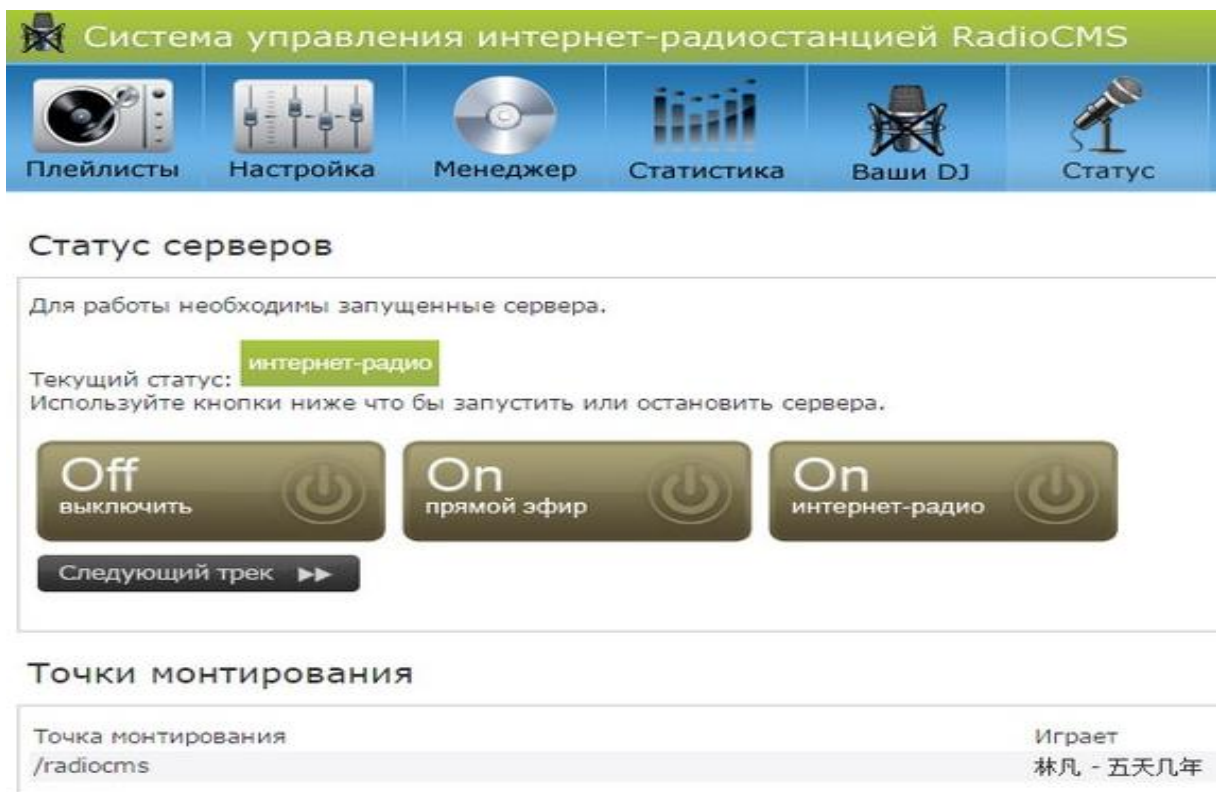 Система управления интернет-радиостанцией RadioCMS
Плейлисты Настройка Менеджер Статистика Ваши DJ Статус
Статус серверов
Для работы необходимы запущенные сервера.
Текущий статус: интернет-радио
Используйте кнопки ниже что бы запустить или остановить сервера.
Off On On
выключить прямой эфир интернет-радио
Следующий трек
Точки монтирования
Точка монтирования Играет
/radiocms 林凡 - 五天几年